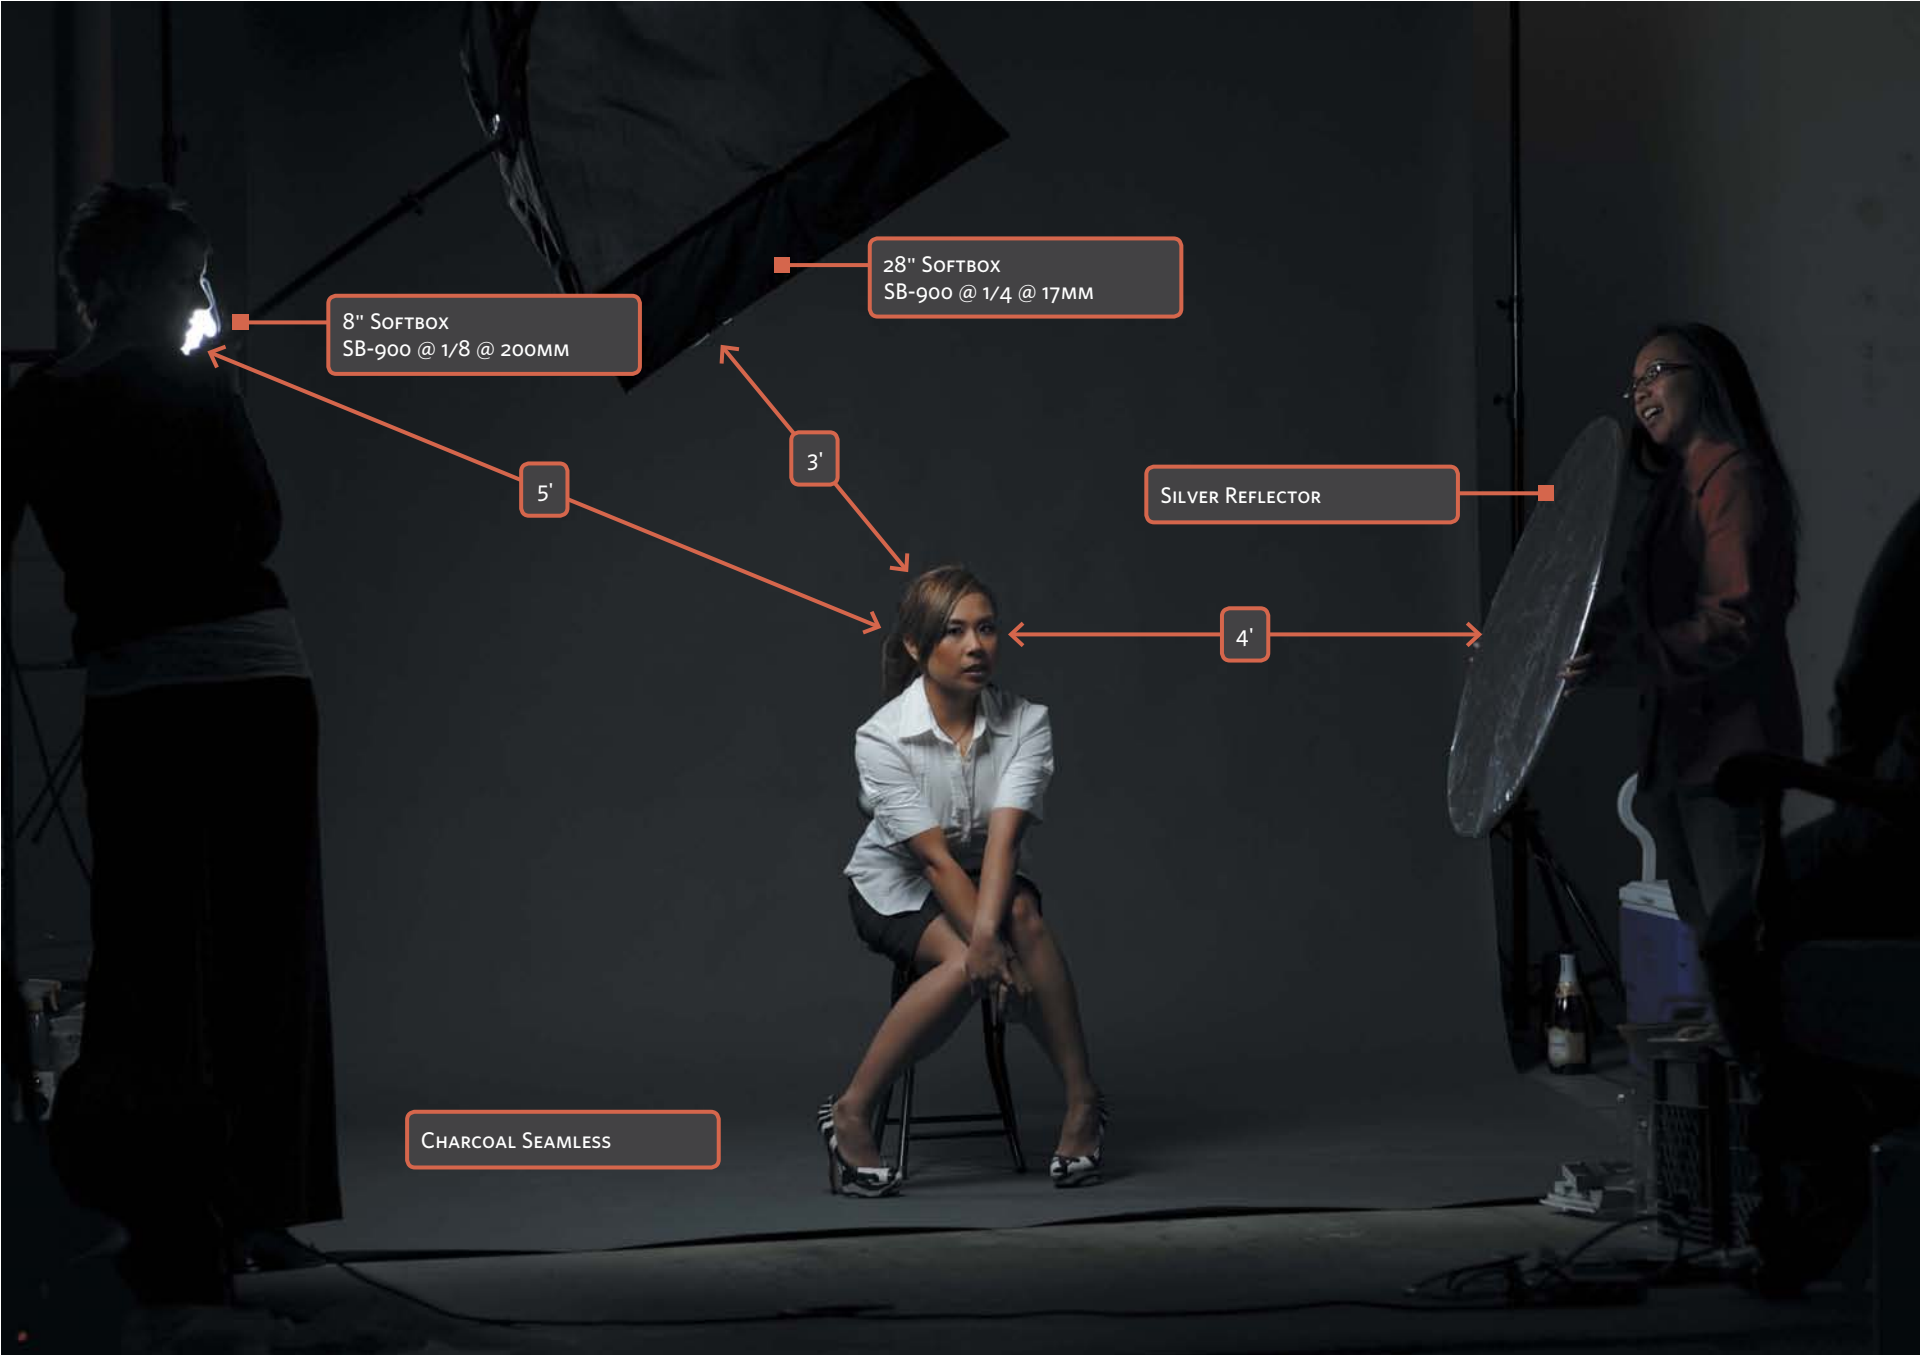 28" Softbox
SB-900 @ 1/4 @ 17mm
8" Softbox
SB-900 @ 1/8 @ 200mm
3'
5'
Silver Reflector
4'
Charcoal Seamless